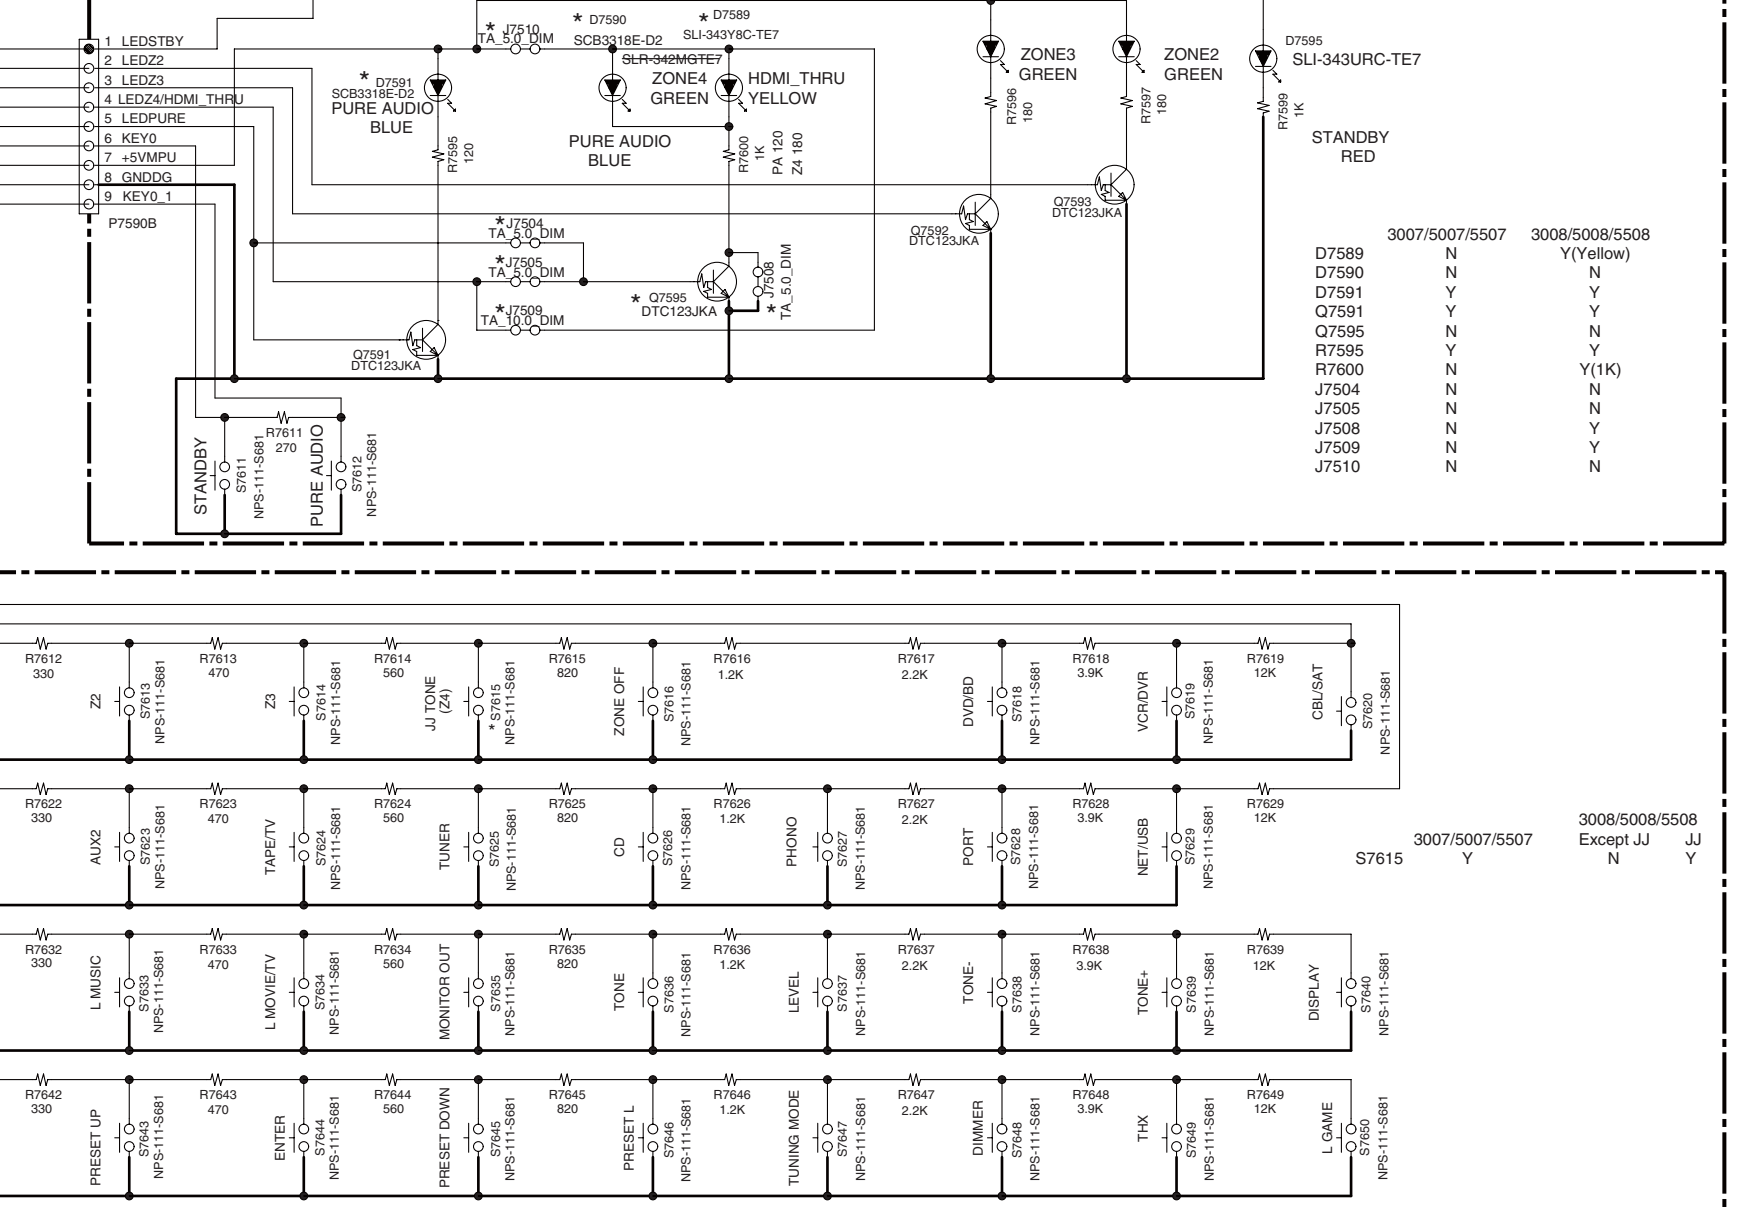 1 LEDSTBY
2 LEDZ2
3 LEDZ3
4 LEDZ4/HDMI_THRU
5 LEDPURE
6 KEY0
7 +5VMPU
8 GNDDG
9 KEY0_1
P7590B
* D7591
SCB3318E-D2
PURE AUDIO
BLUE
R7595
120
* J7510
TA_5.0_DIM
* D7590
SCB3318E-D2
SLR-342MGTE7
ZONE4
GREEN
PURE AUDIO
BLUE
* D7589
SLI-343Y8C-TE7
HDMI_THRU
YELLOW
R7600
1K
PA 120
Z4 180
ZONE3
GREEN
R7596
180
ZONE2
GREEN
R7597
180
D7595
SLI-343URC-TE7
R7599
1K
STANDBY
RED
Q7593
DTC123JKA
Q7592
DTC123JKA
* J7504
TA_5.0_DIM
* J7505
TA_5.0_DIM
* J7509
TA_10.0_DIM
* Q7595
DTC123JKA
J7508
* TA_5.0_DIM
Q7591
DTC123JKA
R7611
270
STANDBY
S7611
NPS-111-S681
PURE AUDIO
S7612
NPS-111-S681
3007/5007/5507 3008/5008/5508
D7589 N Y(Yellow)
D7590 N N
D7591 Y Y
Q7591 Y Y
Q7595 N N
R7595 Y Y
R7600 N Y(1K)
J7504 N N
J7505 N N
J7508 N Y
J7509 N Y
J7510 N N
R7612
330
R7613
470
R7614
560
R7615
820
R7616
1.2K
R7617
2.2K
R7618
3.9K
R7619
12K
Z2
S7613
NPS-111-S681
Z3
S7614
NPS-111-S681
JJ TONE
(Z4)
* S7615
NPS-111-S681
ZONE OFF
S7616
NPS-111-S681
DVD/BD
S7618
NPS-111-S681
VCR/DVR
S7619
NPS-111-S681
CBL/SAT
S7620
NPS-111-S681
R7622
330
R7623
470
R7624
560
R7625
820
R7626
1.2K
R7627
2.2K
R7628
3.9K
R7629
12K
AUX2
S7623
NPS-111-S681
TAPE/TV
S7624
NPS-111-S681
TUNER
S7625
NPS-111-S681
CD
S7626
NPS-111-S681
PHONO
S7627
NPS-111-S681
PORT
S7628
NPS-111-S681
NET/USB
S7629
NPS-111-S681
3008/5008/5508
3007/5007/5507 Except JJ JJ
S7615 Y N Y
R7632
330
R7633
470
R7634
560
R7635
820
R7636
1.2K
R7637
2.2K
R7638
3.9K
R7639
12K
L MUSIC
S7633
NPS-111-S681
L MOVIE/TV
S7634
NPS-111-S681
MONITOR OUT
S7635
NPS-111-S681
TONE
S7636
NPS-111-S681
LEVEL
S7637
NPS-111-S681
TONE-
S7638
NPS-111-S681
TONE+
S7639
NPS-111-S681
DISPLAY
S7640
NPS-111-S681
R7642
330
R7643
470
R7644
560
R7645
820
R7646
1.2K
R7647
2.2K
R7648
3.9K
R7649
12K
PRESET UP
S7643
NPS-111-S681
ENTER
S7644
NPS-111-S681
PRESET DOWN
S7645
NPS-111-S681
PRESET L
S7646
NPS-111-S681
TUNING MODE
S7647
NPS-111-S681
DIMMER
S7648
NPS-111-S681
THX
S7649
NPS-111-S681
L GAME
S7650
NPS-111-S681